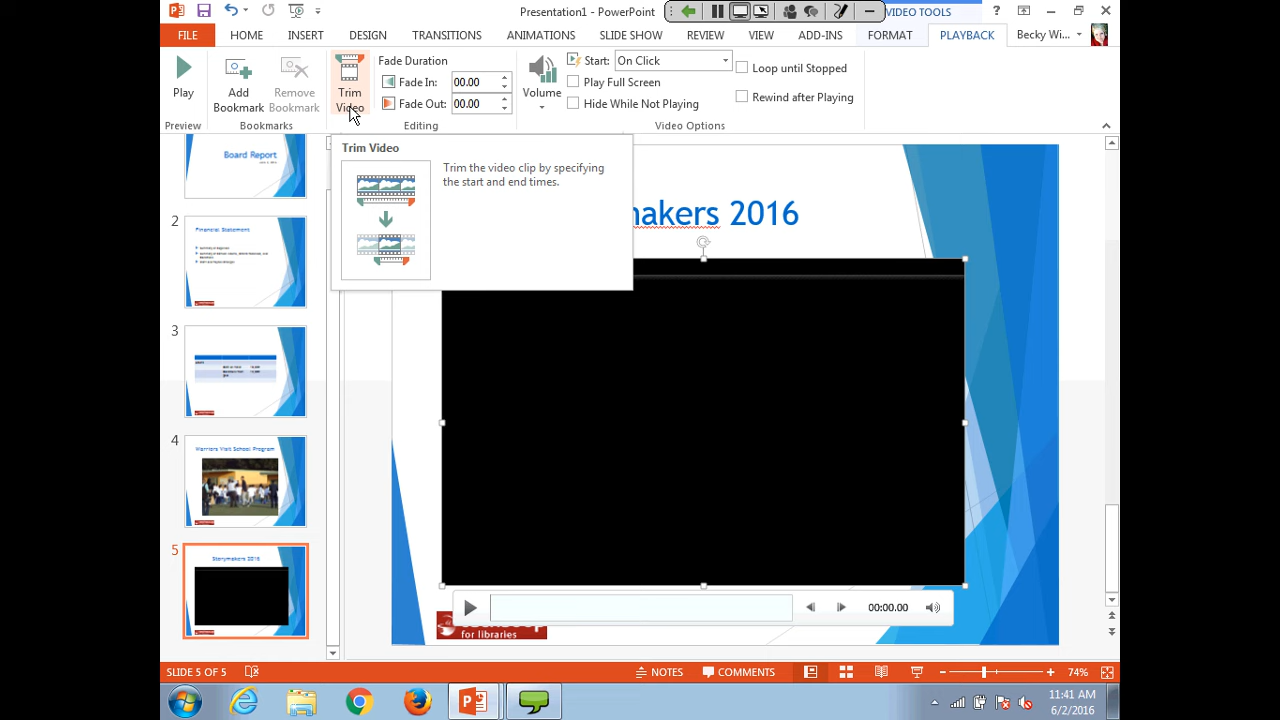 Presentation1 - PowerPoint
VIDEO TOOLS
?
FILE HOME INSERT DESIGN TRANSITIONS ANIMATIONS SLIDE SHOW REVIEW VIEW ADD-INS FORMAT PLAYBACK Becky Wi...
Play
Add
Bookmark
Remove
Bookmark
Trim
Video
Fade Duration
Fade In: 00.00
Fade Out: 00.00
Volume
Start: On Click
Play Full Screen
Hide While Not Playing
Loop until Stopped
Rewind after Playing
Preview Bookmarks Editing Video Options
Trim Video
Trim the video clip by specifying
the start and end times.
Board Report
2
Financial Statement
3
4
Warriors Visit School Program
5
Storymakers 2016
makers 2016
00:00.00
for libraries
SLIDE 5 OF 5 NOTES COMMENTS 74%
11:41 AM
6/2/2016